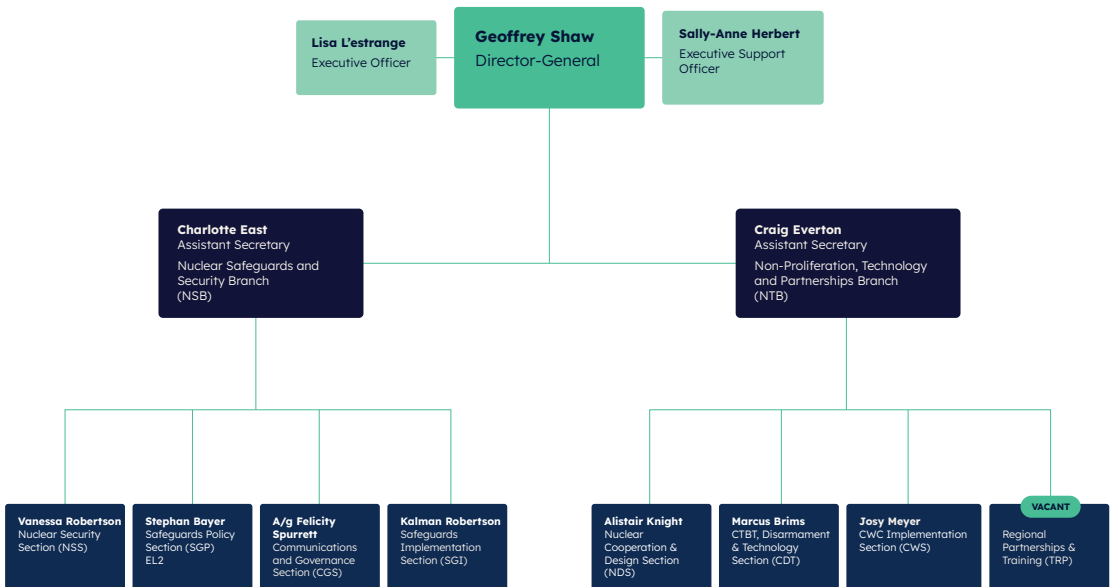 Lisa L’estrange
Executive Officer
Geoffrey Shaw
Director-General
Sally-Anne Herbert
Executive Support
Officer
Charlotte East
Assistant Secretary
Nuclear Safeguards and
Security Branch
(NSB)
Craig Everton
Assistant Secretary
Non-Proliferation, Technology
and Partnerships Branch
(NTB)
Vanessa Robertson
Nuclear Security
Section (NSS)
Stephan Bayer
Safeguards Policy
Section (SGP)
EL2
A/g Felicity
Spurrett
Communications
and Governance
Section (CGS)
Kalman Robertson
Safeguards
Implementation
Section (SGI)
Alistair Knight
Nuclear
Cooperation &
Design Section
(NDS)
Marcus Brims
CTBT, Disarmament
& Technology
Section (CDT)
Josy Meyer
CWC Implementation
Section (CWS)
VACANT
Regional
Partnerships &
Training (TRP)